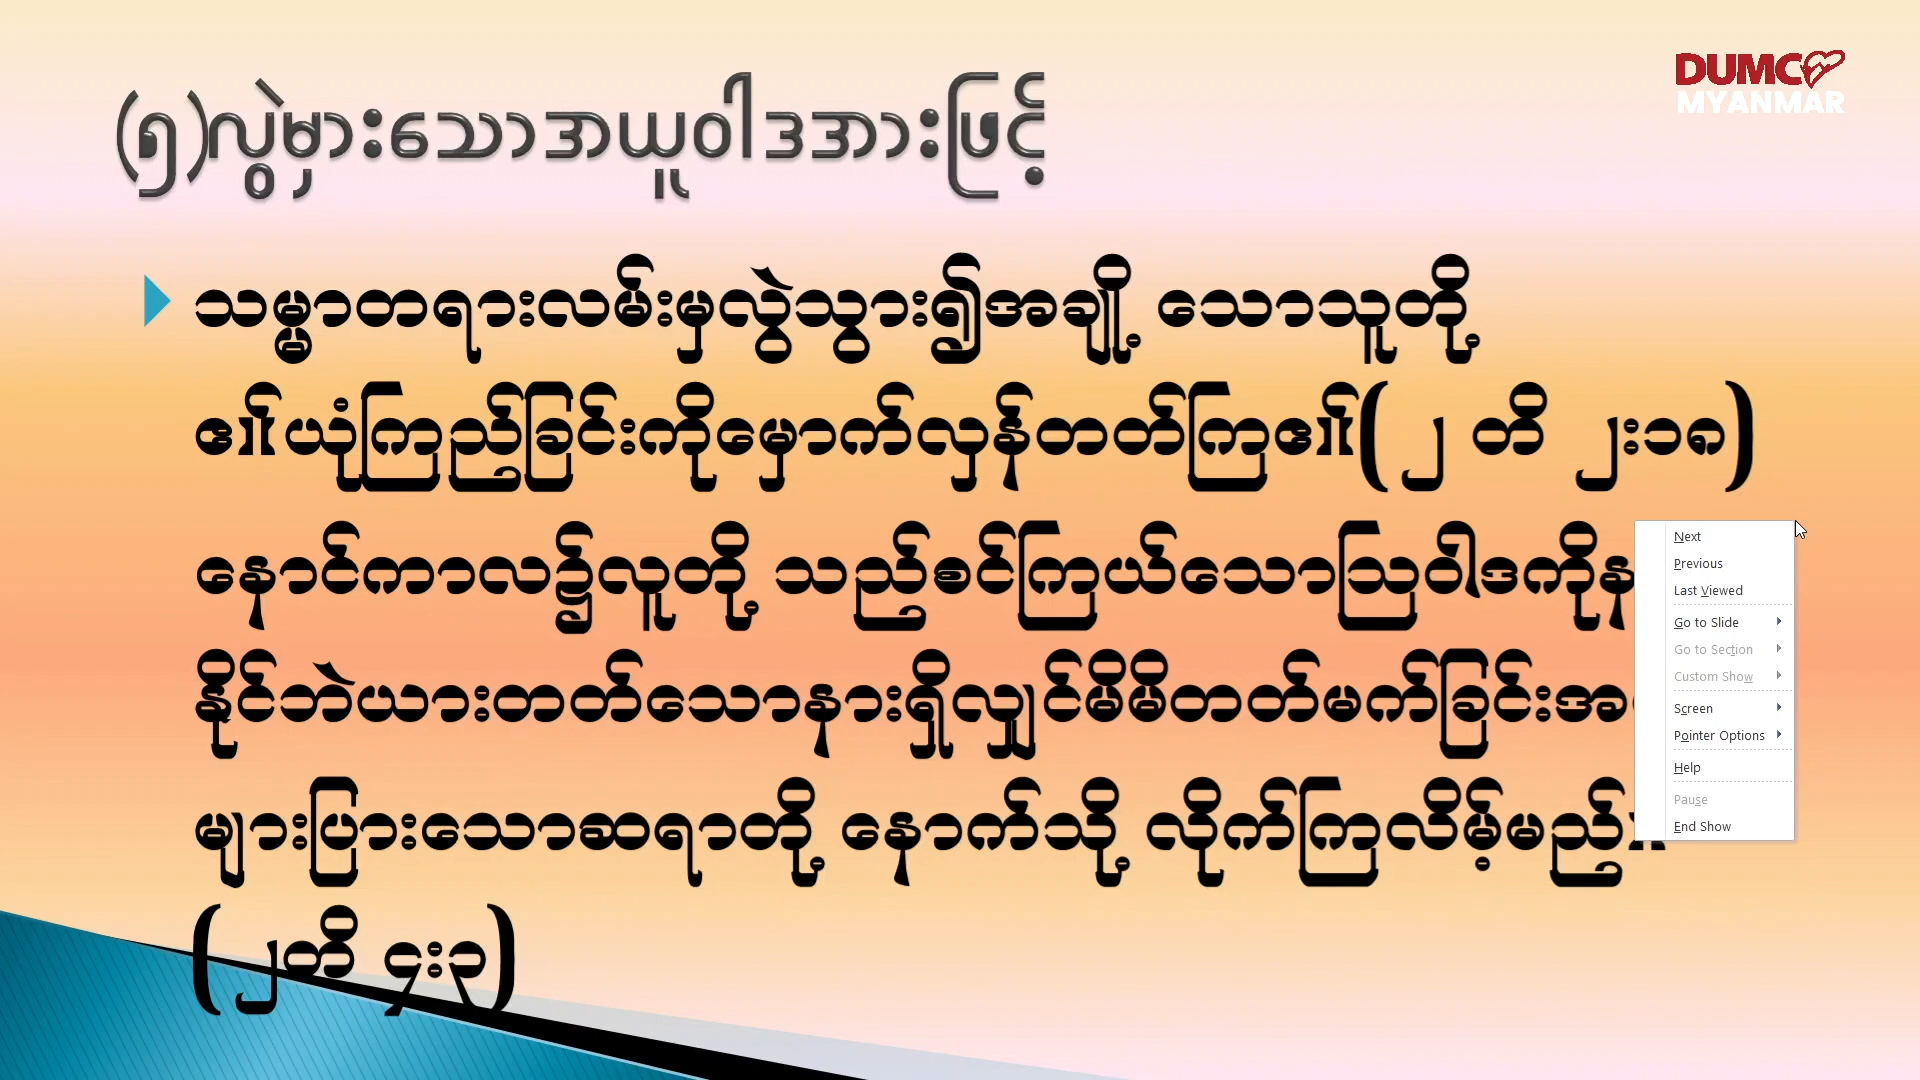 DUMC
MYANMAR
(၅)လွဲမှားသောအယူဝါဒအားဖြင့်
သမ္မာတရားလမ်းမှလွဲသွား၍အချို့ သောသူတို့
၏ယုံကြည်ခြင်းကိုမှောက်လှန်တတ်ကြ၏(၂ တိ ၂း၁၈)
နောင်ကာလ၌လူတို့ သည်စင်ကြယ်သောဩဝါဒကိုန
နိုင်ဘဲယားတတ်သောနားရှိလျှင်မိမိတတ်မက်ခြင်းအ
များပြားသောဆရာတို့ နောက်သို့ လိုက်ကြလိမ့်မည်။
(၂တိ ၄း၃)
Next
Previous
Last Viewed
Go to Slide
Go to Section
Custom Show
Screen
Pointer Options
Help
Pause
End Show